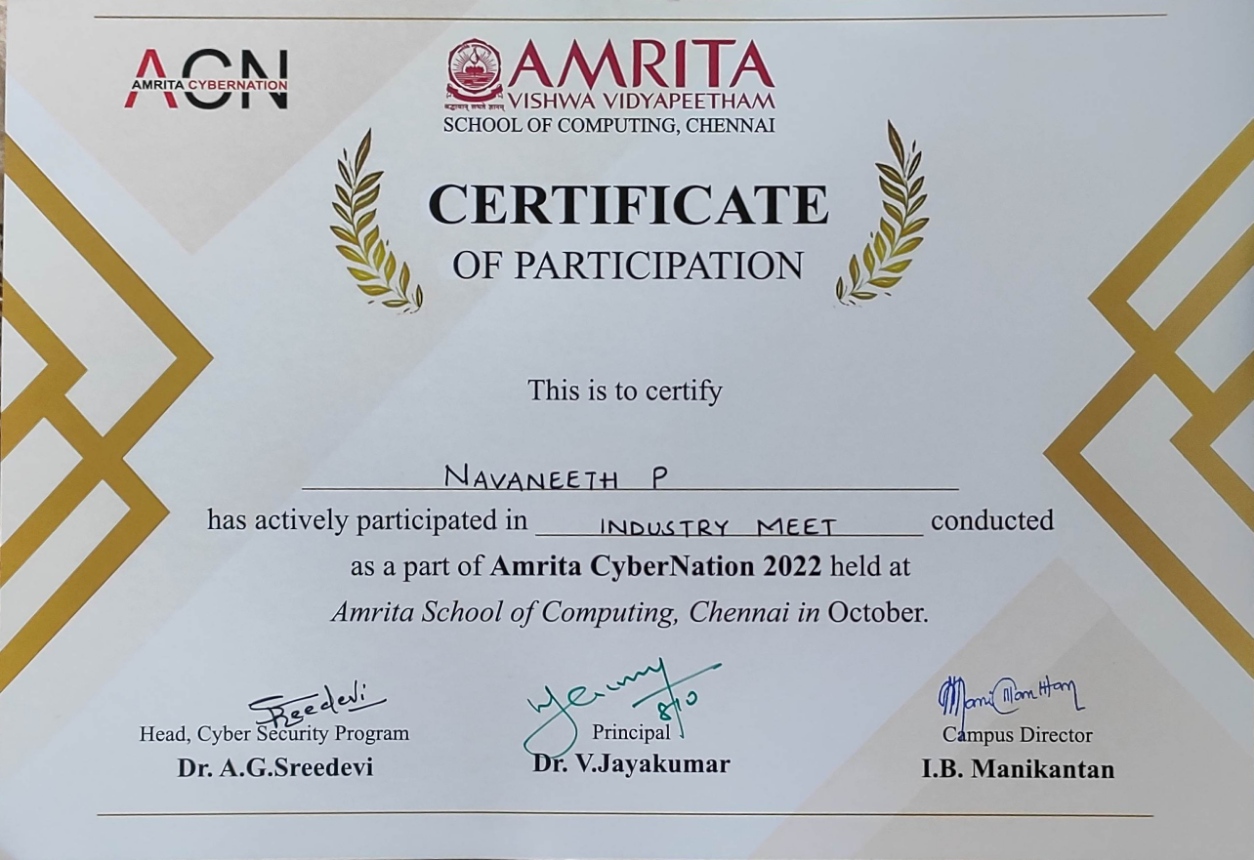 ACN
AMRITA CYBERNATION
AMRITA
VISHWA VIDYAPEETHAM
SCHOOL OF COMPUTING, CHENNAI
CERTIFICATE
OF PARTICIPATION
This is to certify
NAVANEETH P
has actively participated in INDUSTRY MEET conducted
as a part of Amrita CyberNation 2022 held at
Amrita School of Computing, Chennai in October.
Sreedevi
8/10
Head, Cyber Security Program
Principal
Campus Director
Dr. A.G.Sreedevi
Dr. V.Jayakumar
I.B. Manikantan